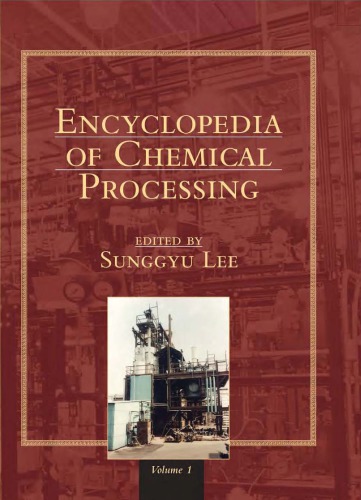 ENCYCLOPEDIA
OF CHEMICAL
PROCESSING
EDITED BY
SUNGGYU LEE
Volume 1